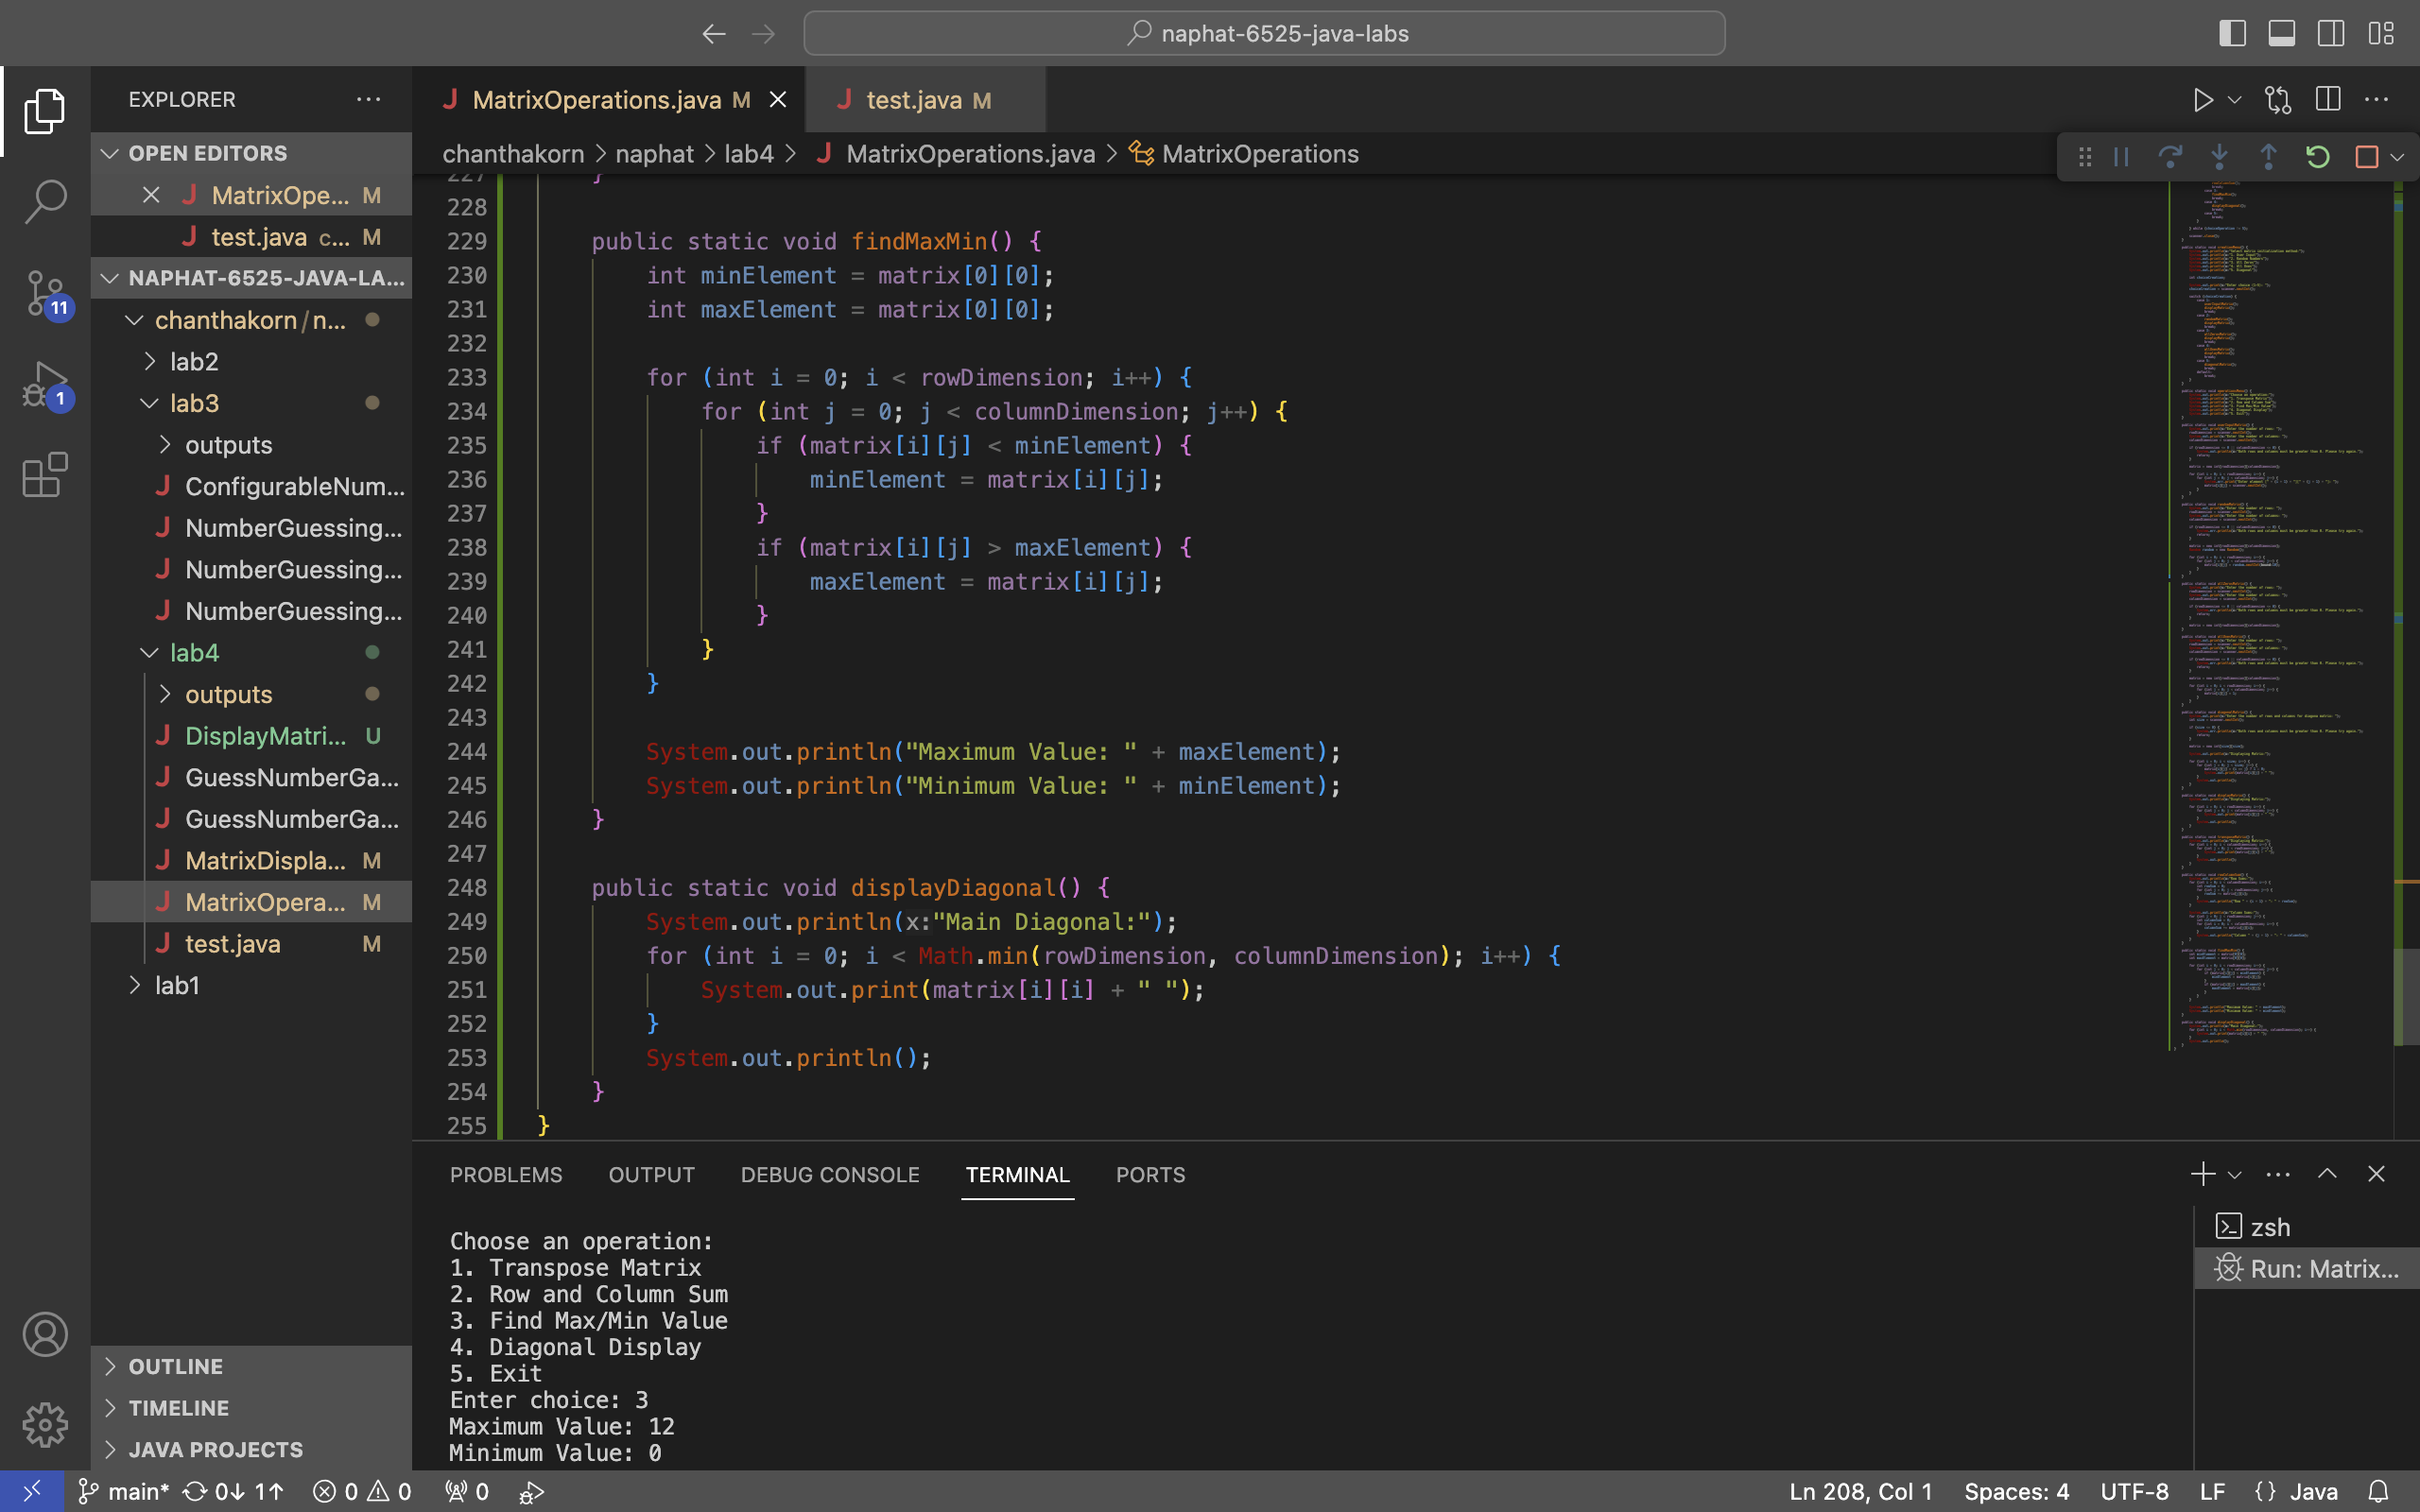 naphat-6525-java-labs
EXPLORER
OPEN EDITORS
MatrixOpe... M
test.java c... M
NAPHAT-6525-JAVA-LA...
chanthakorn/n...
lab2
lab3
outputs
ConfigurableNum...
NumberGuessing...
NumberGuessing...
NumberGuessing...
lab4
outputs
DisplayMatri... U
GuessNumberGa...
GuessNumberGa...
MatrixDispla... M
MatrixOpera... M
test.java M
lab1
OUTLINE
TIMELINE
JAVA PROJECTS
11
1
MatrixOperations.java M
test.java M
chanthakorn > naphat > lab4 > MatrixOperations.java > MatrixOperations
227 }
228
229 public static void findMaxMin() {
230 int minElement = matrix[0][0];
231 int maxElement = matrix[0][0];
232
233 for (int i = 0; i < rowDimension; i++) {
234 for (int j = 0; j < columnDimension; j++) {
235 if (matrix[i][j] < minElement) {
236 minElement = matrix[i][j];
237 }
238 if (matrix[i][j] > maxElement) {
239 maxElement = matrix[i][j];
240 }
241 }
242 }
243
244 System.out.println("Maximum Value: " + maxElement);
245 System.out.println("Minimum Value: " + minElement);
246 }
247
248 public static void displayDiagonal() {
249 System.out.println(x:"Main Diagonal:");
250 for (int i = 0; i < Math.min(rowDimension, columnDimension); i++) {
251 System.out.print(matrix[i][i] + " ");
252 }
253 System.out.println();
254 }
255 }
PROBLEMS OUTPUT DEBUG CONSOLE TERMINAL PORTS
Choose an operation:
1. Transpose Matrix
2. Row and Column Sum
3. Find Max/Min Value
4. Diagonal Display
5. Exit
Enter choice: 3
Maximum Value: 12
Minimum Value: 0
zsh
Run: Matrix...
main* 0↓ 1↑ 0 0 0
Ln 208, Col 1 Spaces: 4 UTF-8 LF {} Java